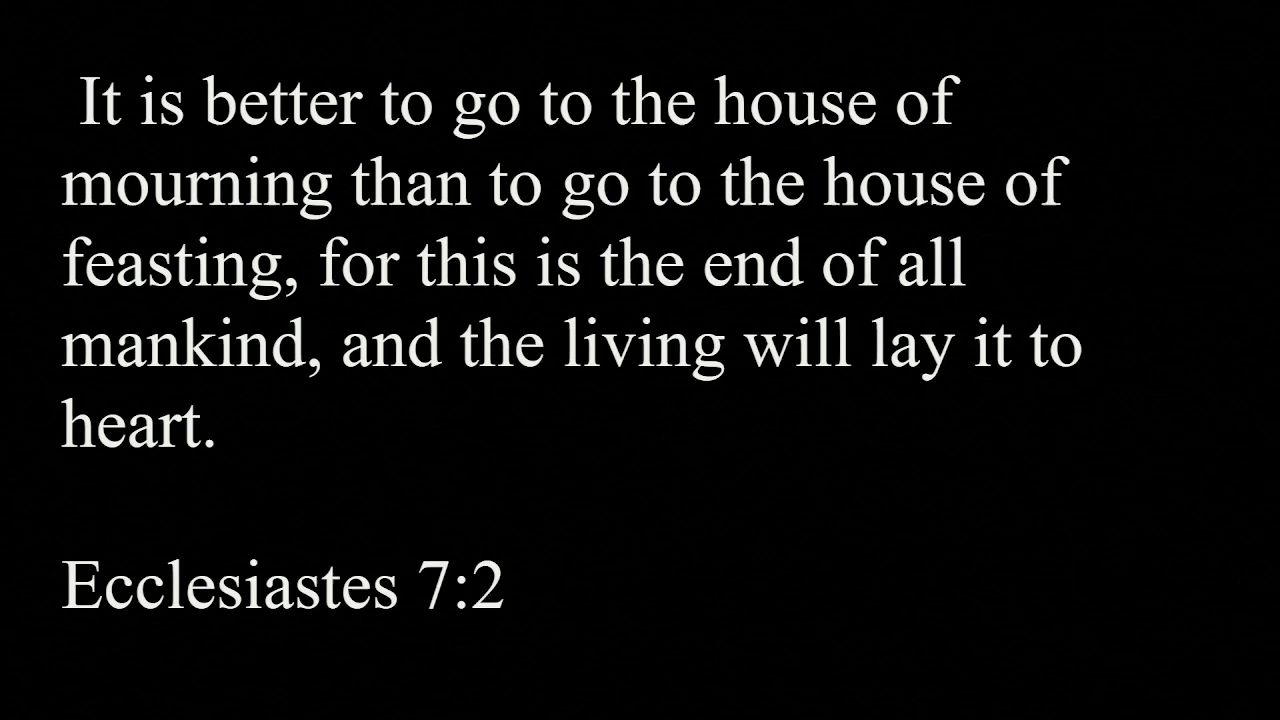 It is better to go to the house of
mourning than to go to the house of
feasting, for this is the end of all
mankind, and the living will lay it to
heart.
Ecclesiastes 7:2